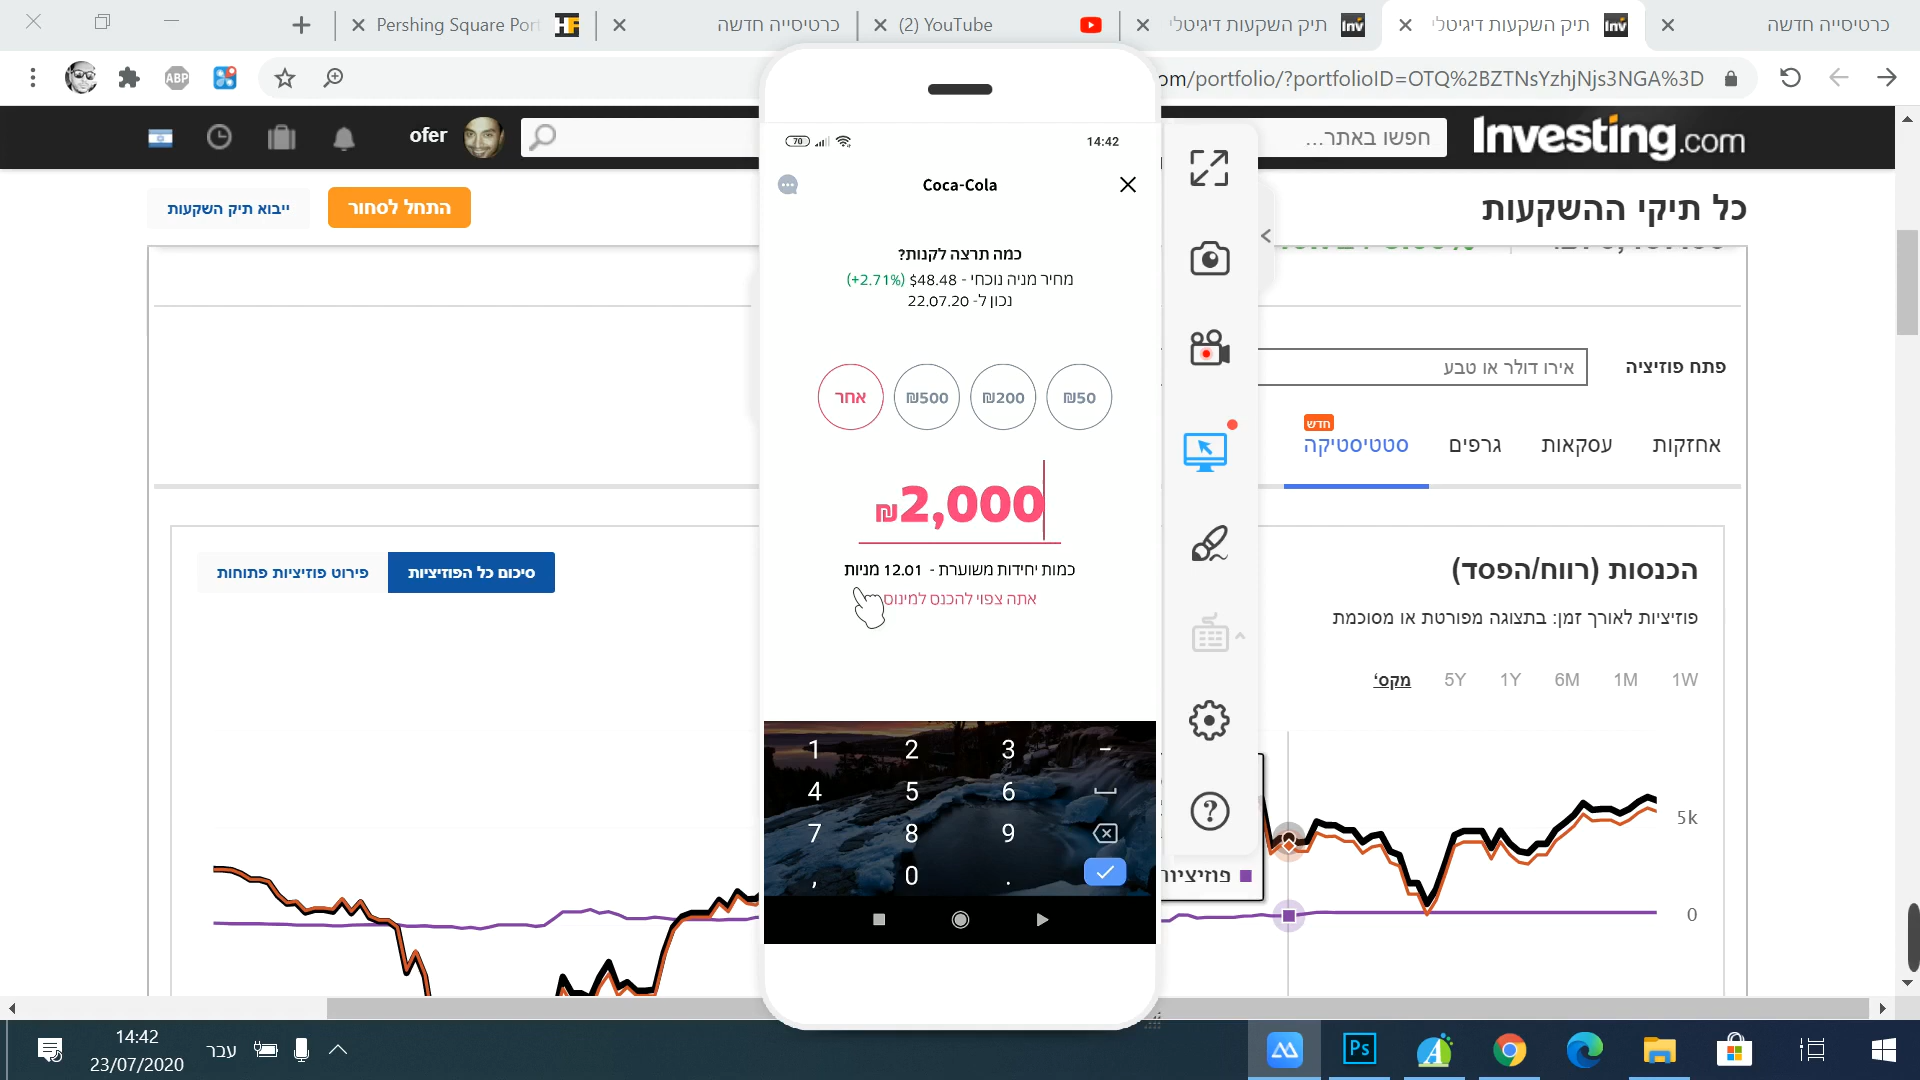 Pershing Square Port
כרטיסייה חדשה
(2) YouTube
תיק השקעות דיגיטלי
תיק השקעות דיגיטלי
כרטיסייה חדשה
ABP
om/portfolio/?portfolioID=OTQ%2BZTNsYzhjNjs3NGA%3D
ofer
חפשו באתר...
Investing.com
ייבוא תיק השקעות
התחל לסחור
כל תיקי ההשקעות
70
14:42
Coca-Cola
כמה תרצה לקנות?
מחיר מניה נוכחי - $48.48 (+2.71%)
נכון ל- 22.07.20
₪50
₪200
₪500
אחר
₪2,000
כמות יחידות משוערת - 12.01 מניות
אתה צפוי להכנס למינוס
1 2 3 -
4 5 6
7 8 9
, 0 .
פתח פוזיציה
אירו דולר או טבע
חדש
אחזקות
עסקאות
גרפים
סטטיסטיקה
הכנסות (רווח/הפסד)
סיכום כל הפוזיציות
פירוט פוזיציות פתוחות
פוזיציות לאורך זמן: בתצוגה מפורטת או מסוכמת
מקס' 5Y 1Y 6M 1M 1W
5k
0
14:42
23/07/2020
עבר
Ps